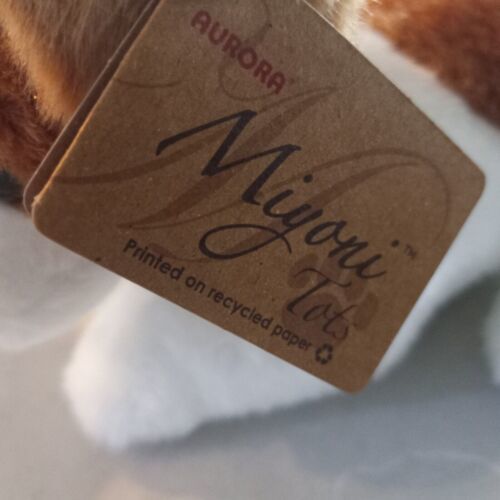 AURORA
Miyoni™
Tots
Printed on recycled paper